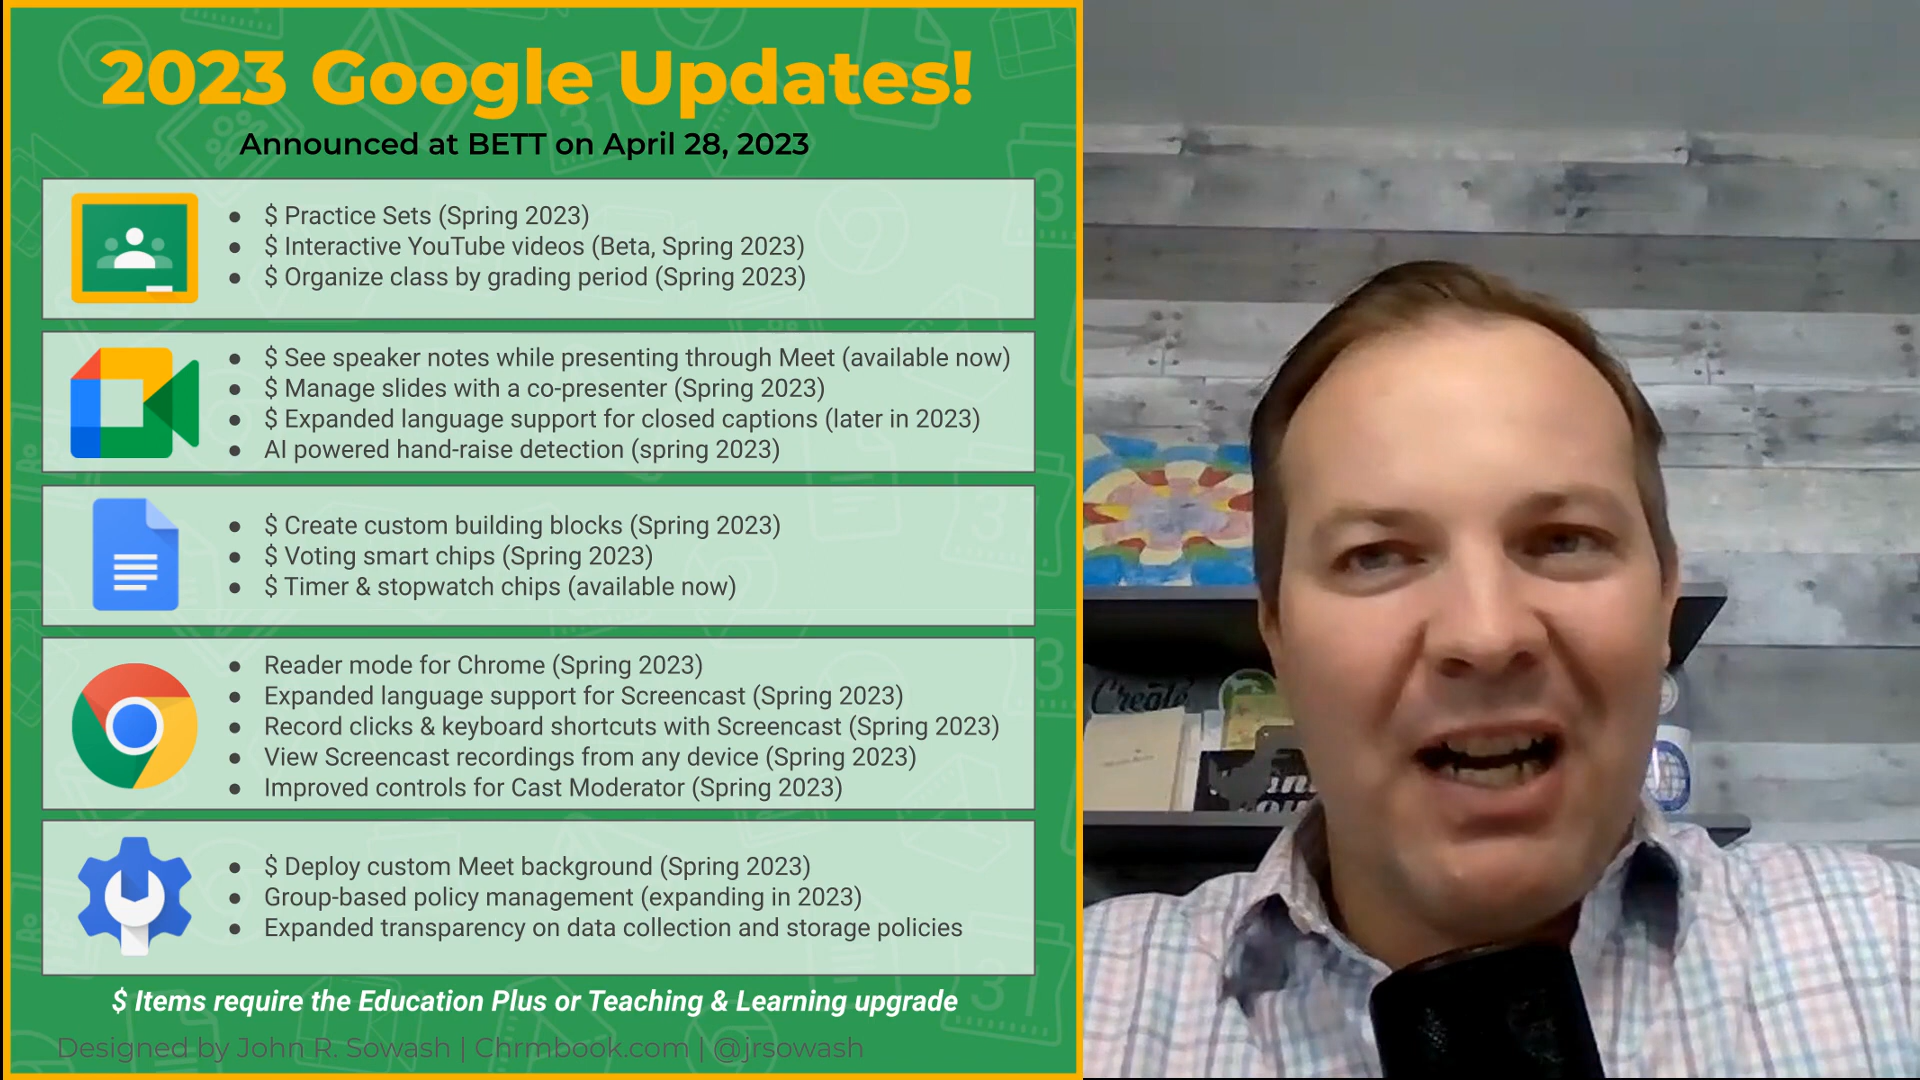 2023 Google Updates!
Announced at BETT on April 28, 2023
● $ Practice Sets (Spring 2023)
● $ Interactive YouTube videos (Beta, Spring 2023)
● $ Organize class by grading period (Spring 2023)
● $ See speaker notes while presenting through Meet (available now)
● $ Manage slides with a co-presenter (Spring 2023)
● $ Expanded language support for closed captions (later in 2023)
● AI powered hand-raise detection (spring 2023)
● $ Create custom building blocks (Spring 2023)
● $ Voting smart chips (Spring 2023)
● $ Timer & stopwatch chips (available now)
● Reader mode for Chrome (Spring 2023)
● Expanded language support for Screencast (Spring 2023)
● Record clicks & keyboard shortcuts with Screencast (Spring 2023)
● View Screencast recordings from any device (Spring 2023)
● Improved controls for Cast Moderator (Spring 2023)
● $ Deploy custom Meet background (Spring 2023)
● Group-based policy management (expanding in 2023)
● Expanded transparency on data collection and storage policies
$ Items require the Education Plus or Teaching & Learning upgrade
Designed by John R. Sowash | Chrmbook.com | @jrsowash
Create